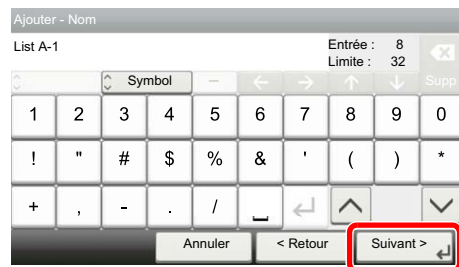 Ajouter - Nom
List A-1
Entrée : 8
Limite : 32
Symbol
Supp
1 2 3 4 5 6 7 8 9 0
! " # $ % & ' ( ) *
+ , - . / _
Annuler < Retour Suivant >